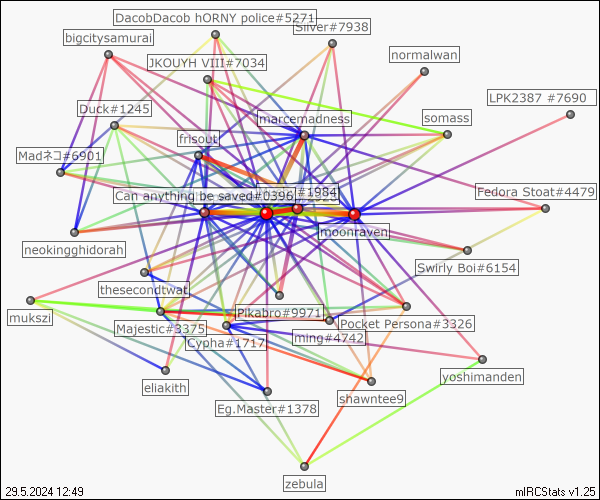 DacobDacob hORNY police#5271
Silver#7938
bigcitysamurai
normalwan
JKOUYH VIII#7034
LPK2387 #7690
Duck#1245
marcemadness
somass
frisout
Madネコ#6901
Can anything be saved#0396
#1984
Fedora Stoat#4479
moonraven
neokingghidorah
Swirly Boi#6154
thesecondtwat
mukszi
Pikabro#9971
Pocket Persona#3326
Majestic#3375
Cypha#1717
ming#4742
eliakith
yoshimanden
shawntee9
Eg.Master#1378
zebula
29.5.2024 12:49
mIRCStats v1.25